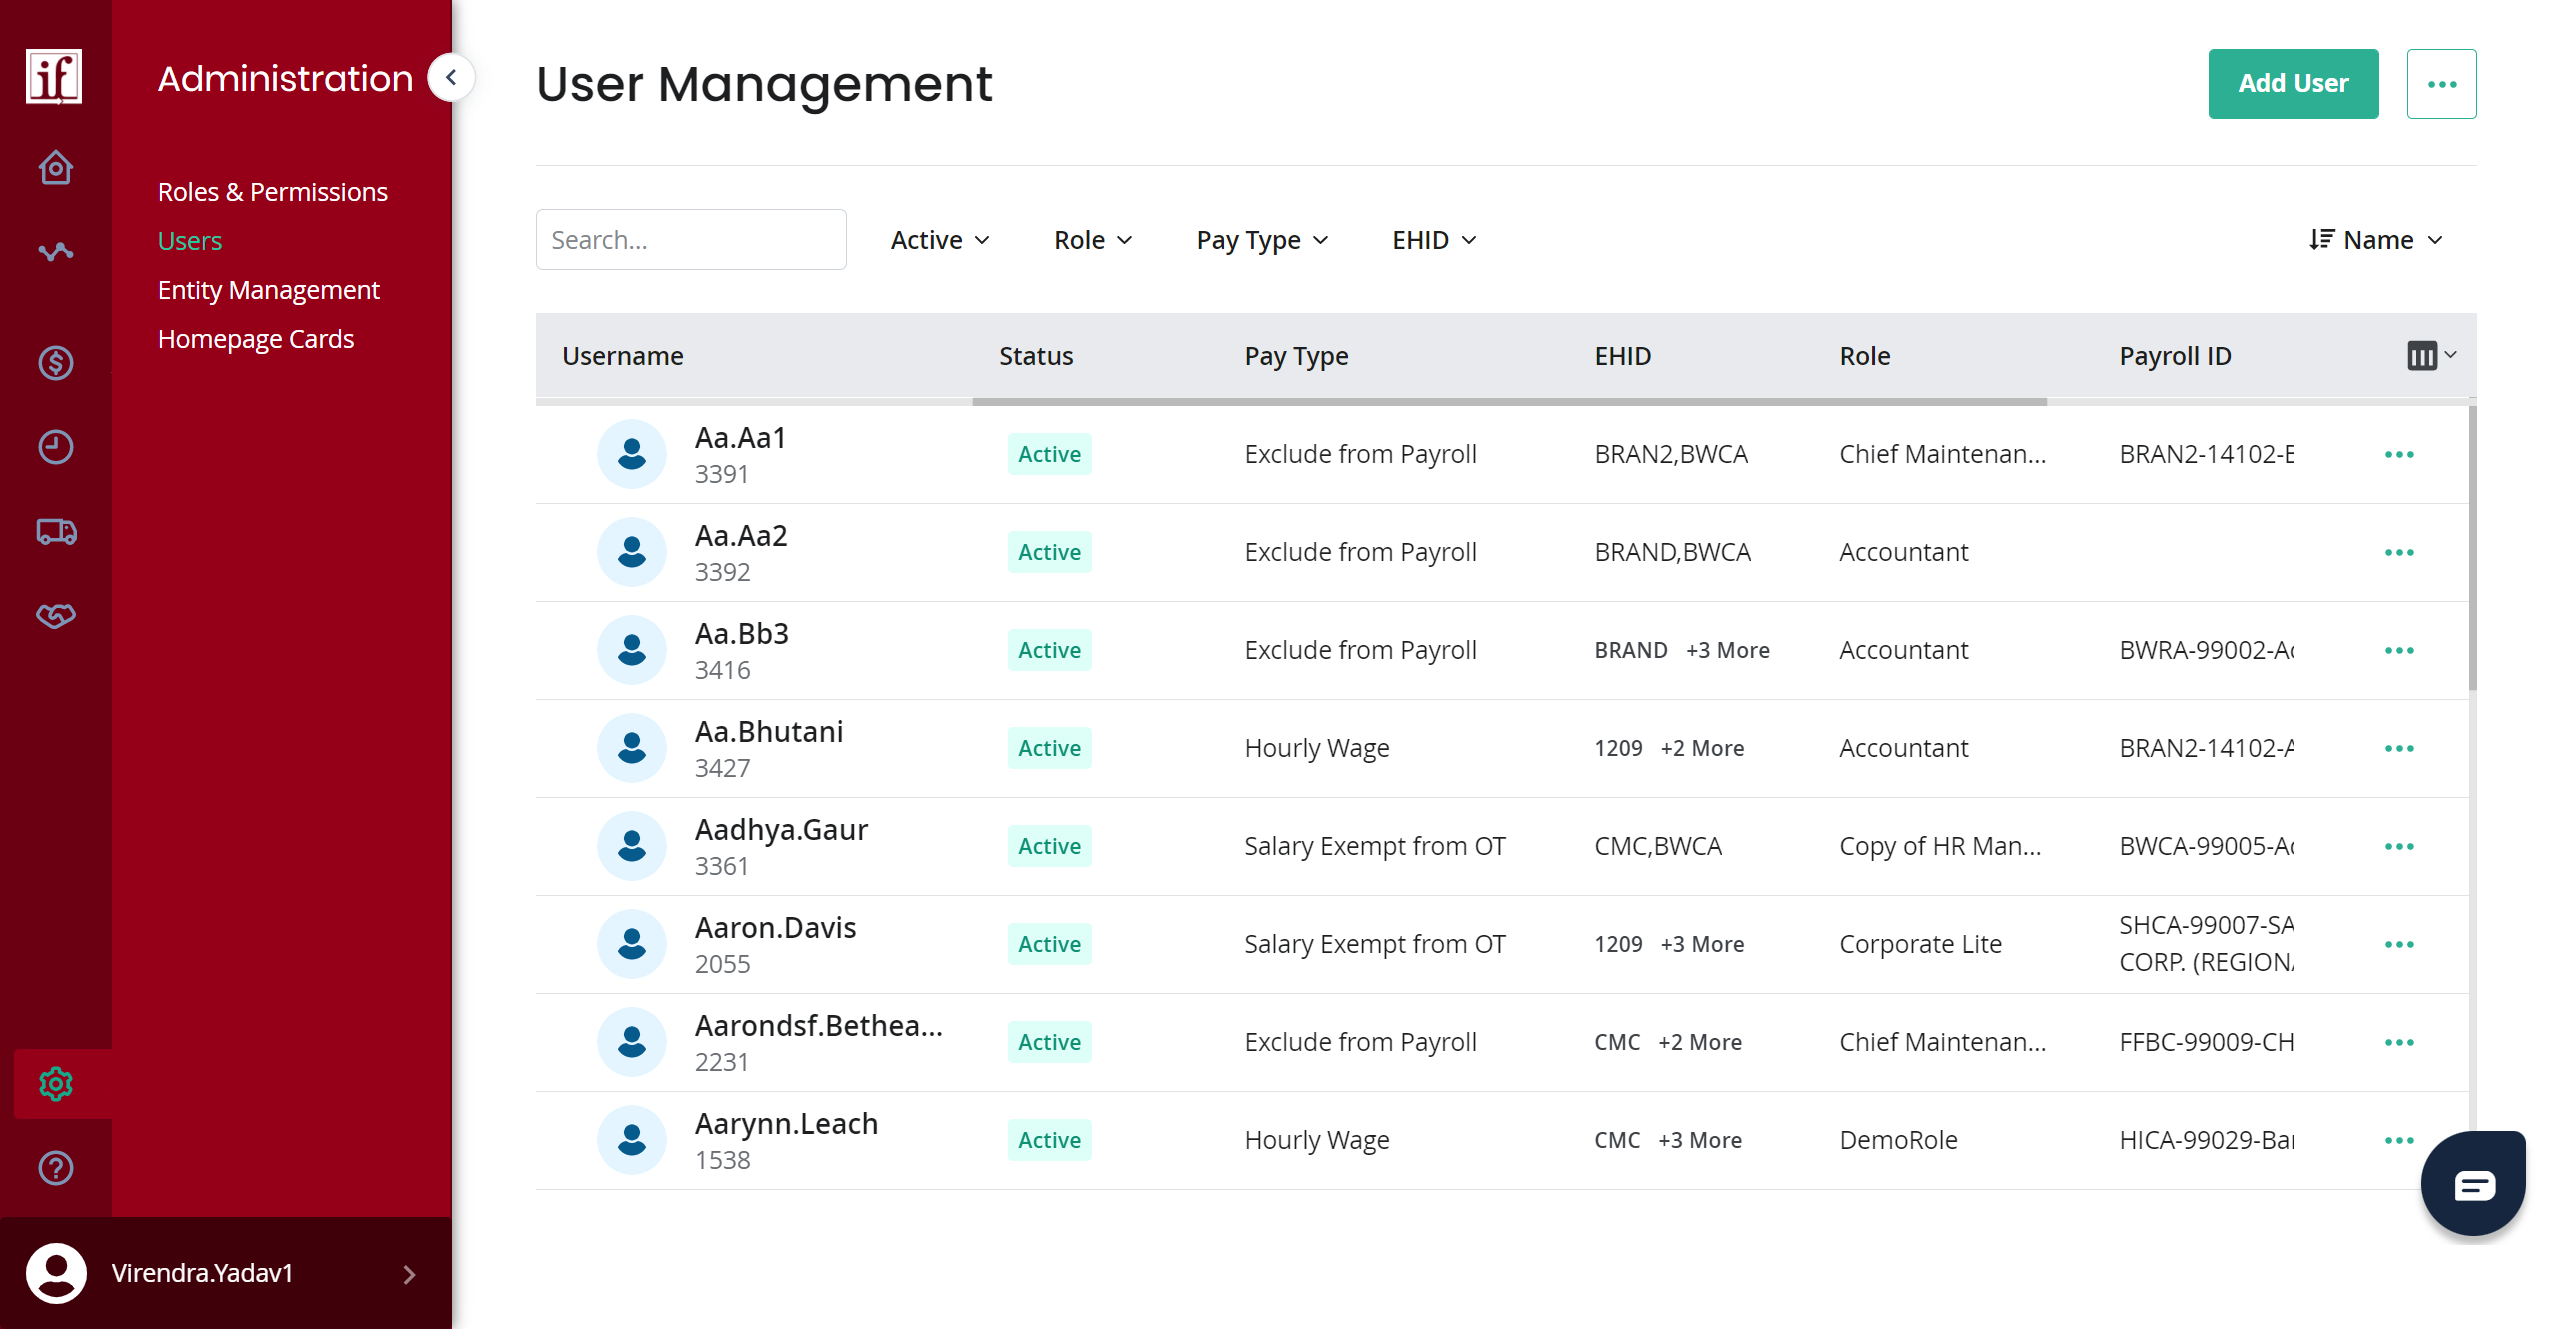 if
Administration
Roles & Permissions
Users
Entity Management
Homepage Cards
Virendra.Yadav1
User Management
Add User
Search...
Active
Role
Pay Type
EHID
Name
Username Status Pay Type EHID Role Payroll ID
Aa.Aa1
3391
Active Exclude from Payroll BRAN2,BWCA Chief Maintenan... BRAN2-14102-E
Aa.Aa2
3392
Active Exclude from Payroll BRAND,BWCA Accountant
Aa.Bb3
3416
Active Exclude from Payroll BRAND +3 More Accountant BWRA-99002-Ac
Aa.Bhutani
3427
Active Hourly Wage 1209 +2 More Accountant BRAN2-14102-A
Aadhya.Gaur
3361
Active Salary Exempt from OT CMC,BWCA Copy of HR Man... BWCA-99005-Ac
Aaron.Davis
2055
Active Salary Exempt from OT 1209 +3 More Corporate Lite SHCA-99007-SA
CORP. (REGIONA
Aarondsf.Bethea...
2231
Active Exclude from Payroll CMC +2 More Chief Maintenan... FFBC-99009-CH
Aarynn.Leach
1538
Active Hourly Wage CMC +3 More DemoRole HICA-99029-Bar